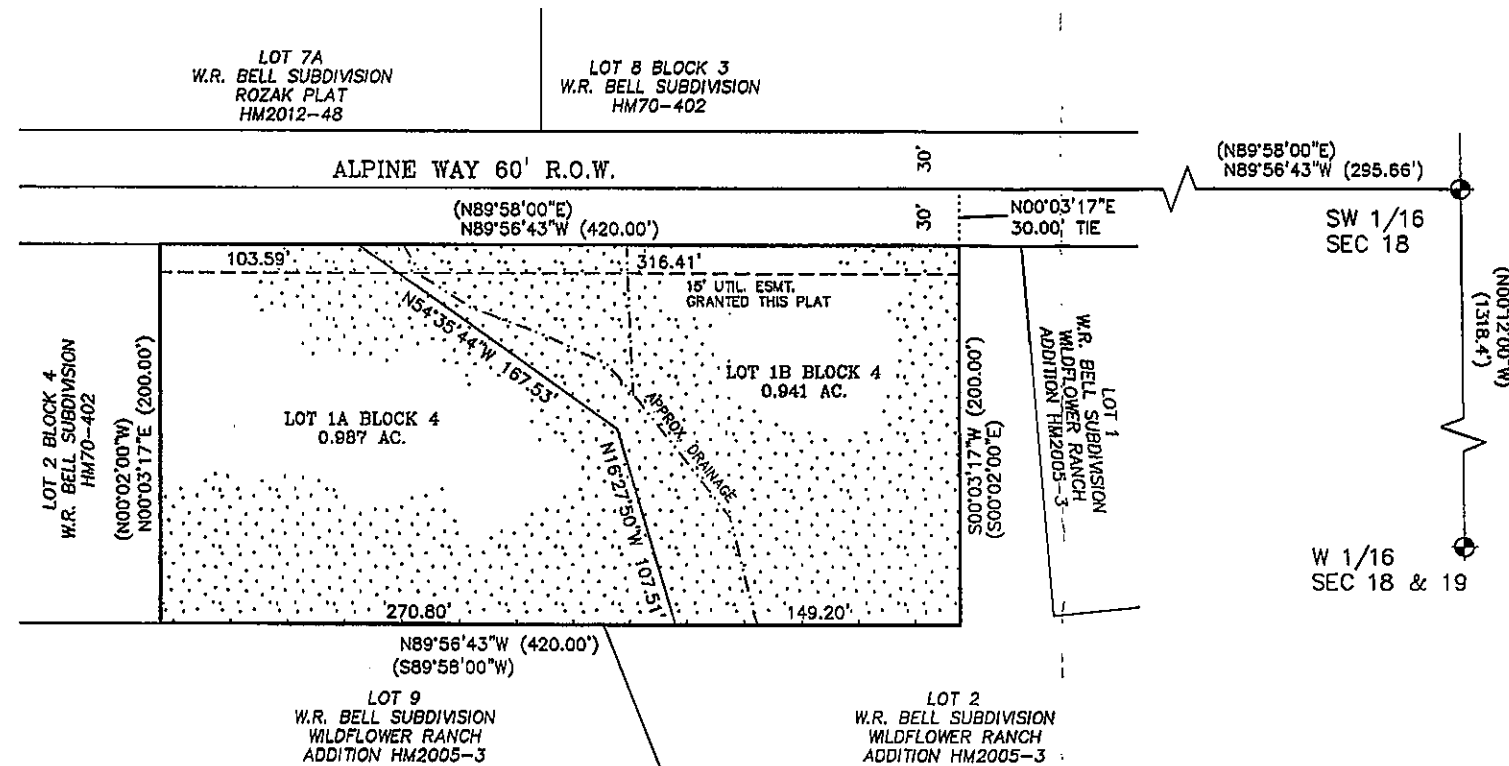 LOT 7A
W.R. BELL SUBDIVISION
ROZAK PLAT
HM2012-48
LOT 8 BLOCK 3
W.R. BELL SUBDIVISION
HM70-402
ALPINE WAY 60' R.O.W.
30'
(N89°58'00"E)
N89°56'43"W (295.66')
(N89°58'00"E)
N89°56'43"W (420.00')
30'
N00°03'17"E
30.00' TIE
SW 1/16
SEC 18
103.59'
316.41'
15' UTIL. ESMT.
GRANTED THIS PLAT
N54°35'44"W 167.53'
LOT 1B BLOCK 4
0.941 AC.
LOT 1A BLOCK 4
0.987 AC.
APPROX. DRAINAGE
N16°27'50"W 107.51'
LOT 2 BLOCK 4
W.R. BELL SUBDIVISION
HM70-402
(N00°02'00"W)
N00°03'17"E (200.00')
S00°03'17"W (200.00')
(S00°02'00"E)
LOT 1
W.R. BELL SUBDIVISION
WILDFLOWER RANCH
ADDITION HM2005-3
(N00°12'00"W)
(1318.4')
W 1/16
SEC 18 & 19
270.80'
149.20'
N89°56'43"W (420.00')
(S89°58'00"W)
LOT 9
W.R. BELL SUBDIVISION
WILDFLOWER RANCH
ADDITION HM2005-3
LOT 2
W.R. BELL SUBDIVISION
WILDFLOWER RANCH
ADDITION HM2005-3